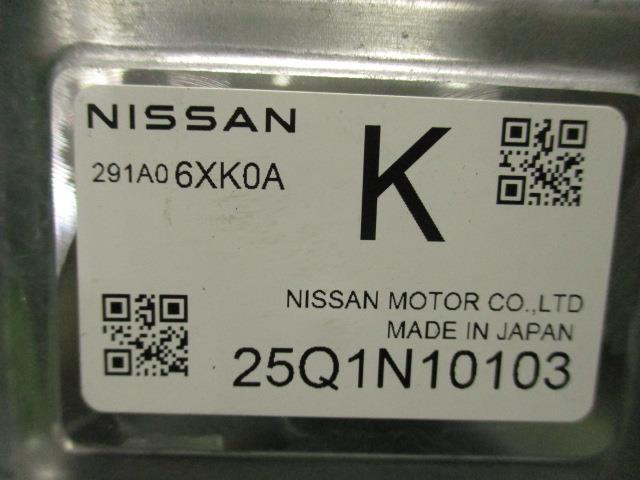 NISSAN
291A0 6XK0A
K
NISSAN MOTOR CO.,LTD
MADE IN JAPAN
25Q1N10103